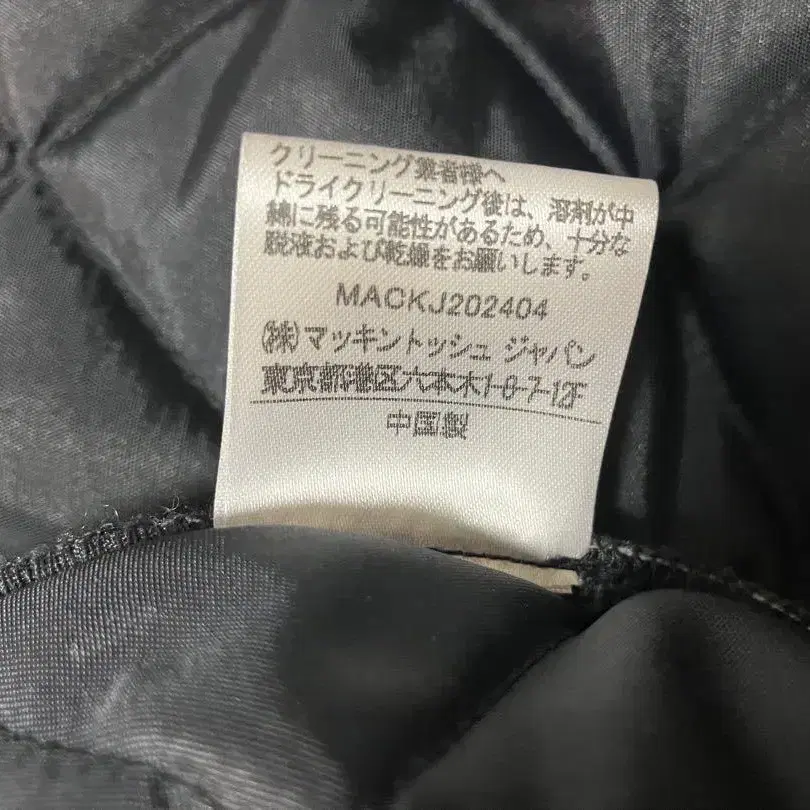 クリーニング業者様へ
ドライクリーニング後は、溶剤が中
綿に残る可能性があるため、十分な
脱液および乾燥をお願いします。
MACKJ202404
(株)マッキントッシュ ジャパン
東京都港区六本木1-8-7-12F
中国製